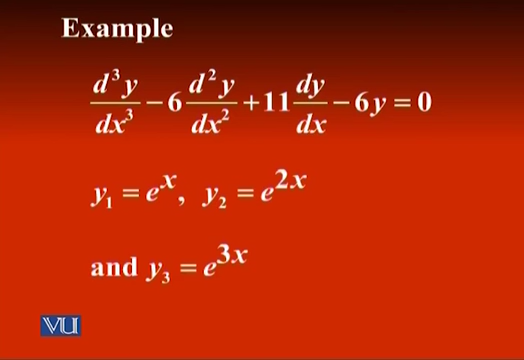 Example
d³y/dx³ − 6 d²y/dx² + 11 dy/dx − 6y = 0
y₁ = eˣ, y₂ = e²ˣ
and y₃ = e³ˣ
VU